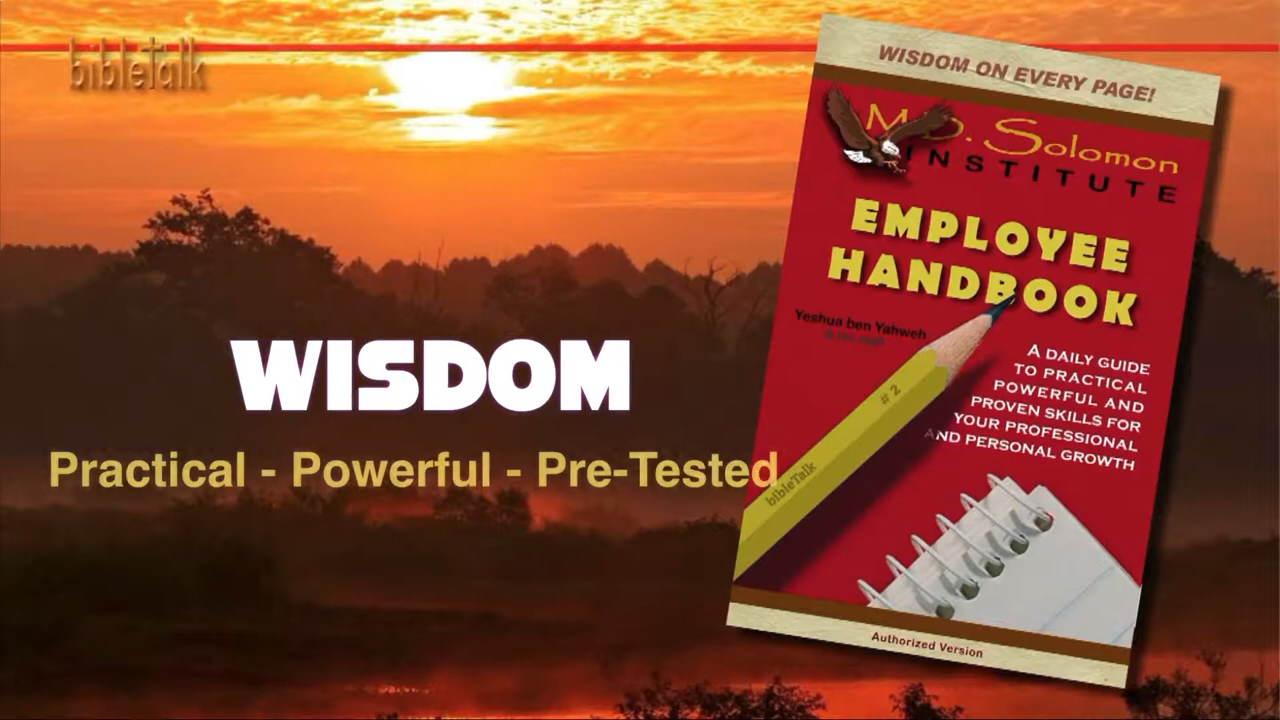 bibleTalk
WISDOM
Practical - Powerful - Pre-Tested
WISDOM ON EVERY PAGE!
M.D. Solomon
INSTITUTE
EMPLOYEE
HANDBOOK
Yeshua ben Yahweh
# 2
A DAILY GUIDE
TO PRACTICAL
POWERFUL AND
PROVEN SKILLS FOR
YOUR PROFESSIONAL
AND PERSONAL GROWTH
bibleTalk
Authorized Version